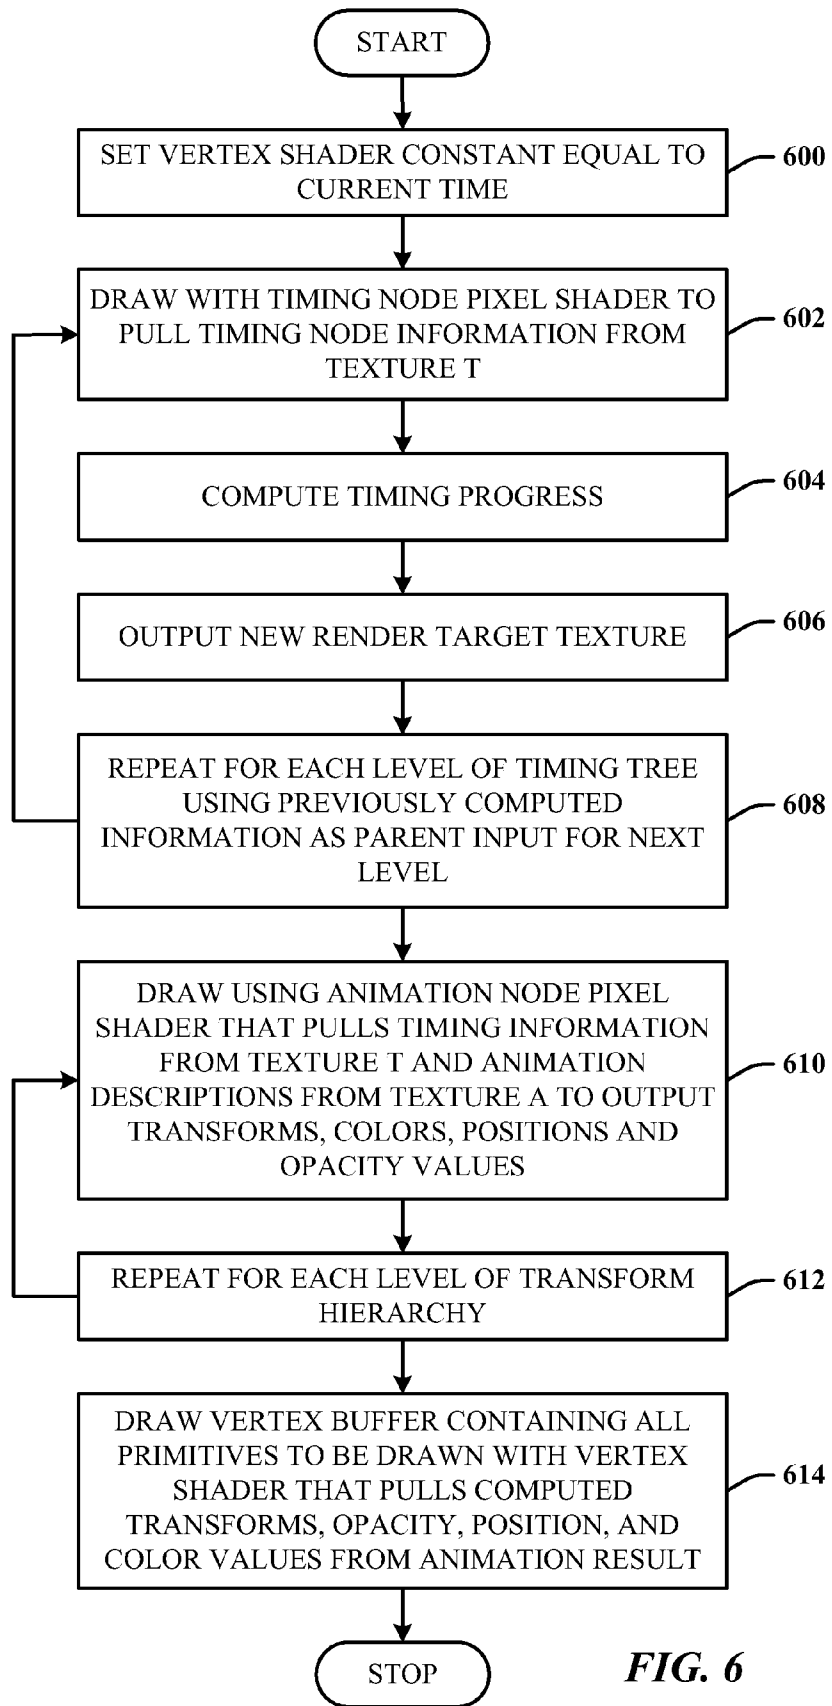 START
SET VERTEX SHADER CONSTANT EQUAL TO
CURRENT TIME
600
DRAW WITH TIMING NODE PIXEL SHADER TO
PULL TIMING NODE INFORMATION FROM
TEXTURE T
602
COMPUTE TIMING PROGRESS
604
OUTPUT NEW RENDER TARGET TEXTURE
606
REPEAT FOR EACH LEVEL OF TIMING TREE
USING PREVIOUSLY COMPUTED
INFORMATION AS PARENT INPUT FOR NEXT
LEVEL
608
DRAW USING ANIMATION NODE PIXEL
SHADER THAT PULLS TIMING INFORMATION
FROM TEXTURE T AND ANIMATION
DESCRIPTIONS FROM TEXTURE A TO OUTPUT
TRANSFORMS, COLORS, POSITIONS AND
OPACITY VALUES
610
REPEAT FOR EACH LEVEL OF TRANSFORM
HIERARCHY
612
DRAW VERTEX BUFFER CONTAINING ALL
PRIMITIVES TO BE DRAWN WITH VERTEX
SHADER THAT PULLS COMPUTED
TRANSFORMS, OPACITY, POSITION, AND
COLOR VALUES FROM ANIMATION RESULT
614
STOP
FIG. 6